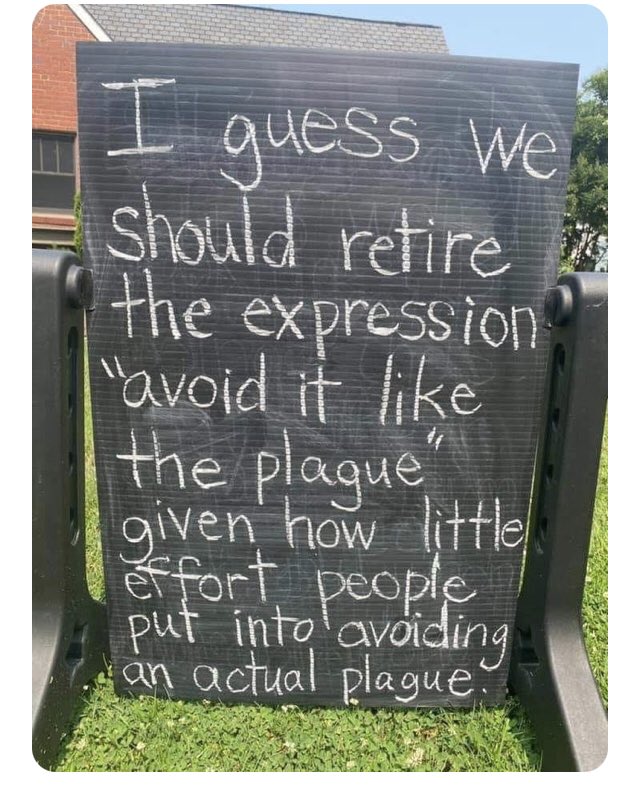 I guess we
should retire
the expression
"avoid it like
the plague"
given how little
effort people
put into avoiding
an actual plague.